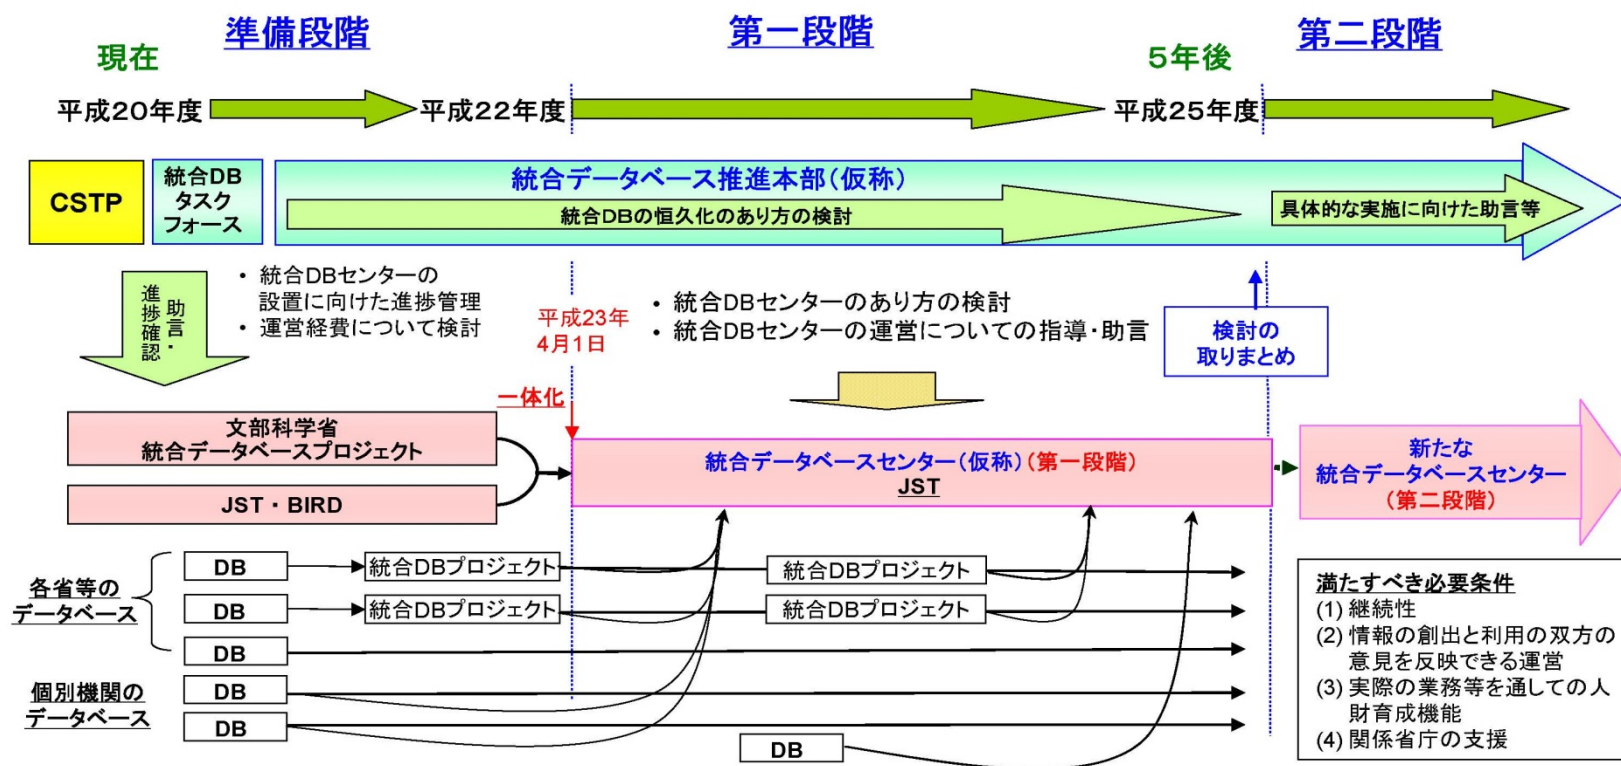 準備段階
第一段階
第二段階
現在
5年後
平成20年度
平成22年度
平成25年度
CSTP
統合DB
タスク
フォース
統合データベース推進本部(仮称)
統合DBの恒久化のあり方の検討
具体的な実施に向けた助言等
助言・
進捗確認
• 統合DBセンターの
設置に向けた進捗管理
• 運営経費について検討
平成23年
4月1日
• 統合DBセンターのあり方の検討
• 統合DBセンターの運営についての指導・助言
検討の
取りまとめ
一体化
文部科学省
統合データベースプロジェクト
JST・BIRD
統合データベースセンター(仮称)(第一段階)
JST
新たな
統合データベースセンター
(第二段階)
各省等の
データベース
DB
統合DBプロジェクト
統合DBプロジェクト
DB
統合DBプロジェクト
統合DBプロジェクト
DB
個別機関の
データベース
DB
DB
DB
満たすべき必要条件
(1) 継続性
(2) 情報の創出と利用の双方の
意見を反映できる運営
(3) 実際の業務等を通しての人
財育成機能
(4) 関係省庁の支援